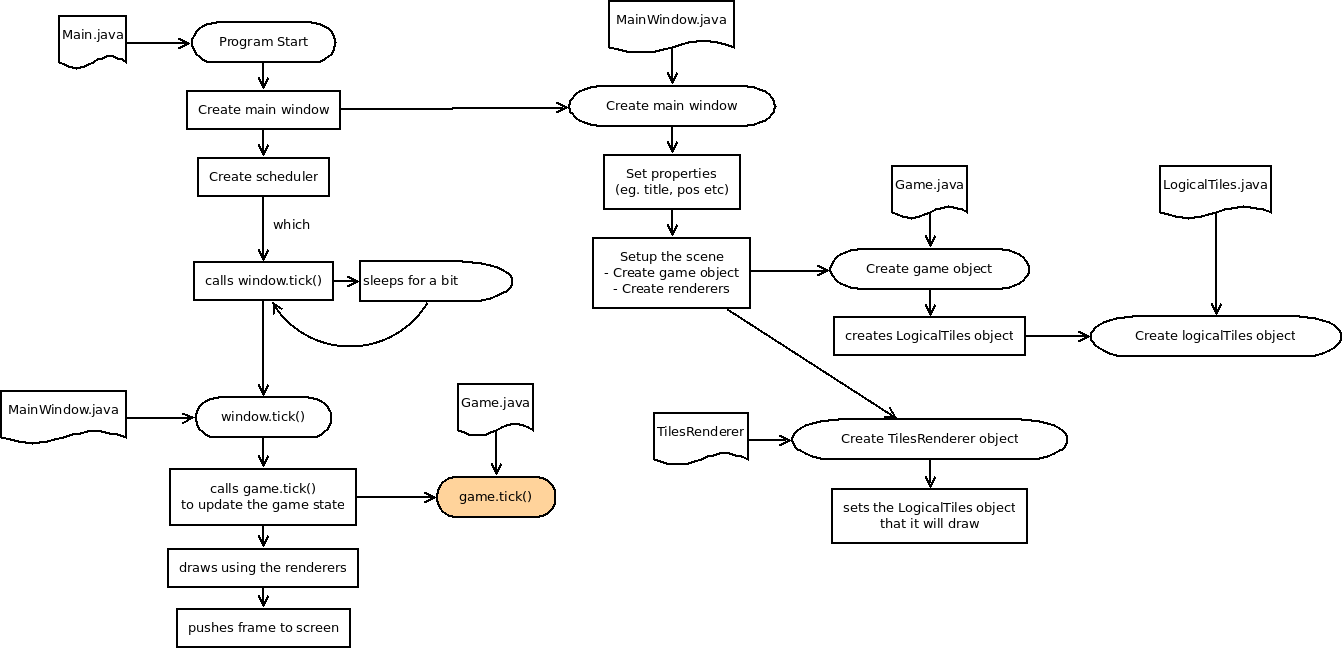 Main.java
Program Start
Create main window
Create scheduler
which
calls window.tick()
sleeps for a bit
MainWindow.java
window.tick()
calls game.tick()
to update the game state
Game.java
game.tick()
draws using the renderers
pushes frame to screen
MainWindow.java
Create main window
Set properties
(eg. title, pos etc)
Setup the scene
- Create game object
- Create renderers
Game.java
Create game object
creates LogicalTiles object
LogicalTiles.java
Create logicalTiles object
TilesRenderer
Create TilesRenderer object
sets the LogicalTiles object
that it will draw